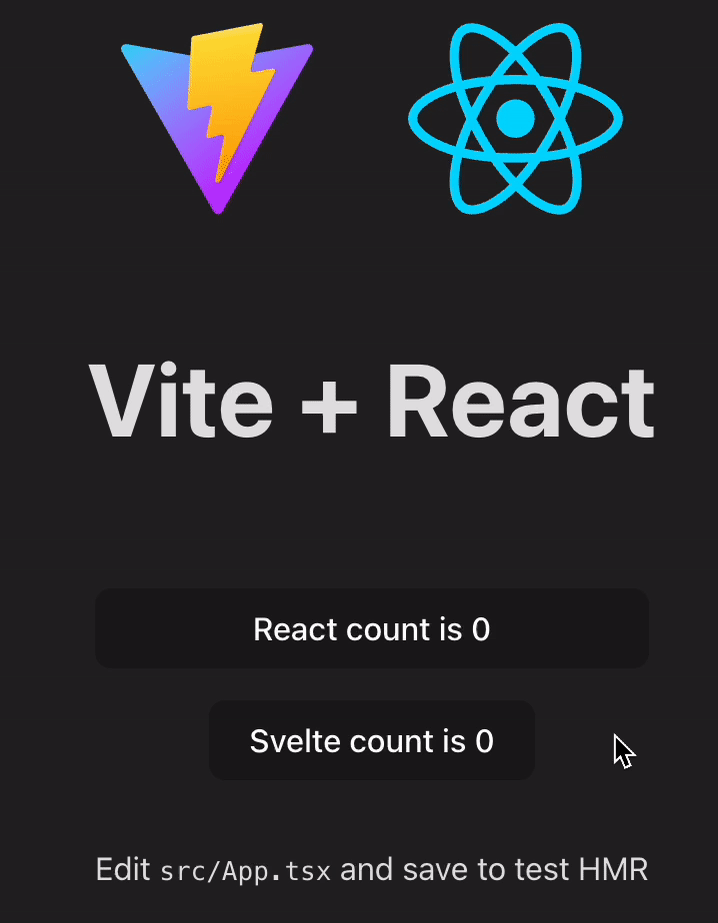 Vite + React
React count is 0
Svelte count is 0
Edit src/App.tsx and save to test HMR